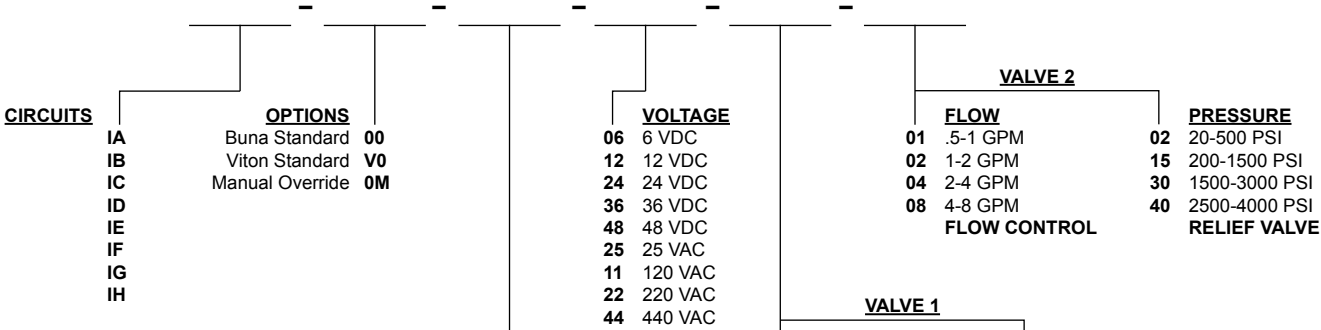 – – – – –
VALVE 2
CIRCUITS
IA
IB
IC
ID
IE
IF
IG
IH
OPTIONS
Buna Standard 00
Viton Standard V0
Manual Override 0M
VOLTAGE
06 6 VDC
12 12 VDC
24 24 VDC
36 36 VDC
48 48 VDC
25 25 VAC
11 120 VAC
22 220 VAC
44 440 VAC
FLOW
01 .5-1 GPM
02 1-2 GPM
04 2-4 GPM
08 4-8 GPM
FLOW CONTROL
PRESSURE
02 20-500 PSI
15 200-1500 PSI
30 1500-3000 PSI
40 2500-4000 PSI
RELIEF VALVE
VALVE 1